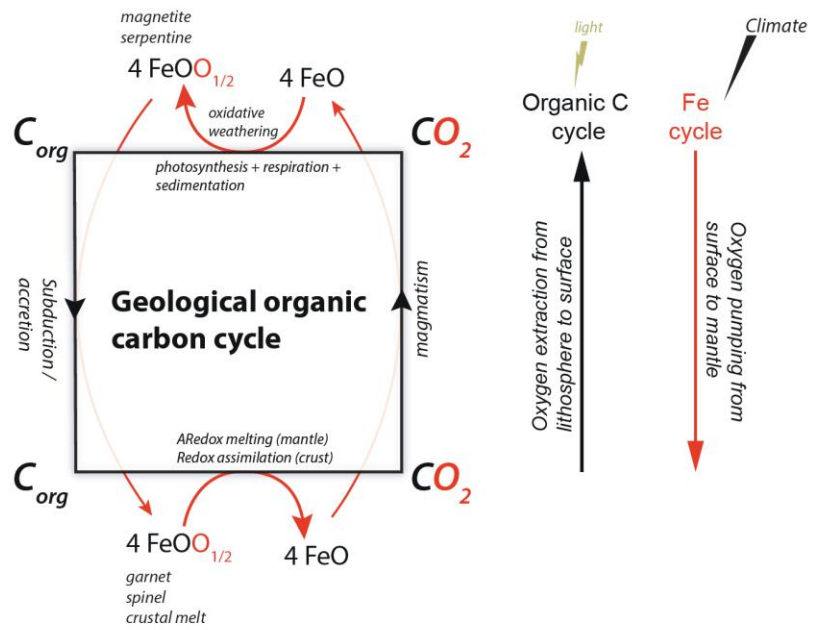 magnetite
serpentine
4 FeOO1/2
4 FeO
oxidative
weathering
Corg
CO2
photosynthesis + respiration +
sedimentation
Subduction /
accretion
Geological organic
carbon cycle
magmatism
ARedox melting (mantle)
Redox assimilation (crust)
Corg
CO2
4 FeOO1/2
4 FeO
garnet
spinel
crustal melt
light
Climate
Organic C
cycle
Fe
cycle
Oxygen extraction from
lithosphere to surface
Oxygen pumping from
surface to mantle